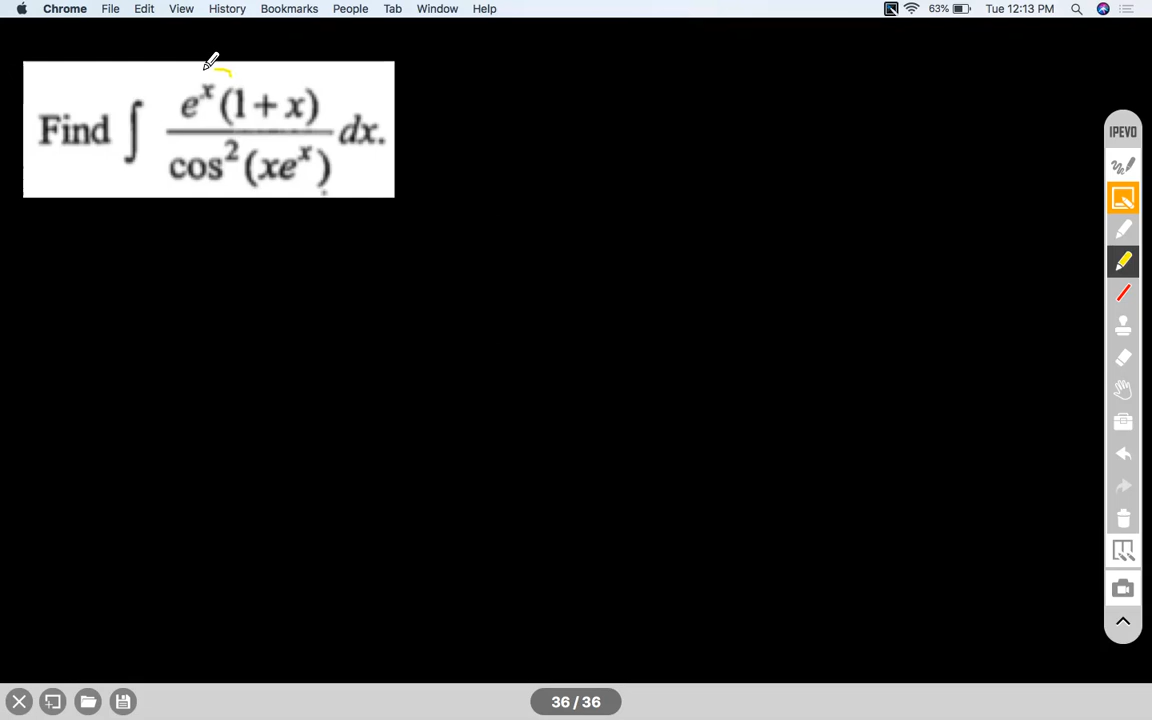 Chrome File Edit View History Bookmarks People Tab Window Help 63% Tue 12:13 PM
Find ∫ e^x (1 + x) / cos^2 (xe^x) dx.
IPEVO
36 / 36